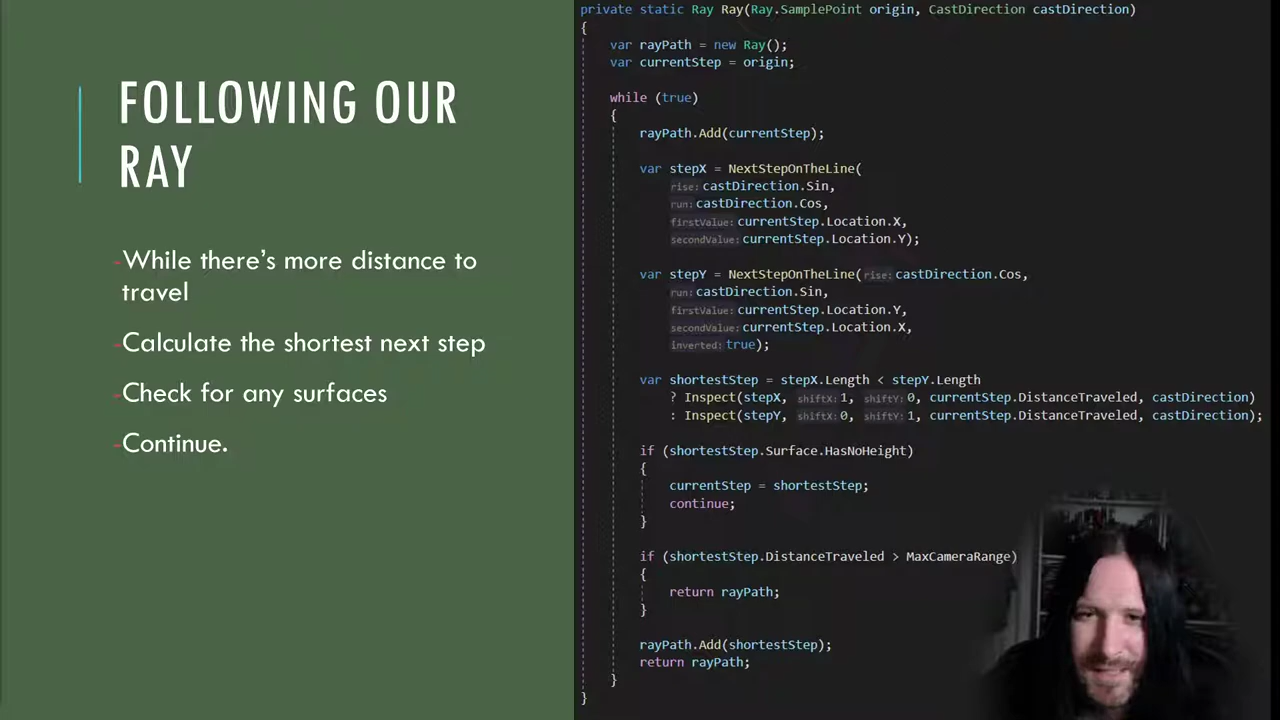 FOLLOWING OUR
RAY
-While there's more distance to
travel
-Calculate the shortest next step
-Check for any surfaces
-Continue.
private static Ray Ray(Ray.SamplePoint origin, CastDirection castDirection)
{
var rayPath = new Ray();
var currentStep = origin;
while (true)
{
rayPath.Add(currentStep);
var stepX = NextStepOnTheLine(
rise: castDirection.Sin,
run: castDirection.Cos,
firstValue: currentStep.Location.X,
secondValue: currentStep.Location.Y);
var stepY = NextStepOnTheLine(rise: castDirection.Cos,
run: castDirection.Sin,
firstValue: currentStep.Location.Y,
secondValue: currentStep.Location.X,
inverted: true);
var shortestStep = stepX.Length < stepY.Length
? Inspect(stepX, shiftX: 1, shiftY: 0, currentStep.DistanceTraveled, castDirection)
: Inspect(stepY, shiftX: 0, shiftY: 1, currentStep.DistanceTraveled, castDirection);
if (shortestStep.Surface.HasNoHeight)
{
currentStep = shortestStep;
continue;
}
if (shortestStep.DistanceTraveled > MaxCameraRange)
{
return rayPath;
}
rayPath.Add(shortestStep);
return rayPath;
}
}